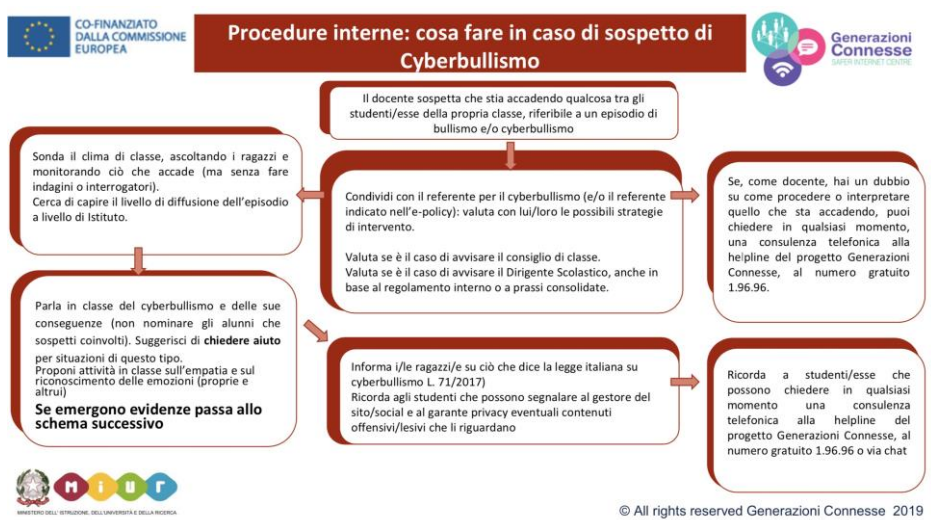 CO-FINANZIATO
DALLA COMMISSIONE
EUROPEA
Procedure interne: cosa fare in caso di sospetto di
Cyberbullismo
Generazioni
Connesse
SAFER INTERNET CENTRE
Il docente sospetta che stia accadendo qualcosa tra gli
studenti/esse della propria classe, riferibile a un episodio di
bullismo e/o cyberbullismo
Sonda il clima di classe, ascoltando i ragazzi e
monitorando ciò che accade (ma senza fare
indagini o interrogatori).
Cerca di capire il livello di diffusione dell'episodio
a livello di Istituto.
Condividi con il referente per il cyberbullismo (e/o il referente
indicato nell'e-policy): valuta con lui/loro le possibili strategie
di intervento.
Valuta se è il caso di avvisare il consiglio di classe.
Valuta se è il caso di avvisare il Dirigente Scolastico, anche in
base al regolamento interno o a prassi consolidate.
Se, come docente, hai un dubbio
su come procedere o interpretare
quello che sta accadendo, puoi
chiedere in qualsiasi momento,
una consulenza telefonica alla
helpline del progetto Generazioni
Connesse, al numero gratuito
1.96.96.
Parla in classe del cyberbullismo e delle sue
conseguenze (non nominare gli alunni che
sospetti coinvolti). Suggerisci di chiedere aiuto
per situazioni di questo tipo.
Proponi attività in classe sull'empatia e sul
riconoscimento delle emozioni (proprie e
altrui)
Se emergono evidenze passa allo
schema successivo
Informa i/le ragazzi/e su ciò che dice la legge italiana su
cyberbullismo L. 71/2017)
Ricorda agli studenti che possono segnalare al gestore del
sito/social e al garante privacy eventuali contenuti
offensivi/lesivi che li riguardano
Ricorda a studenti/esse che
possono chiedere in qualsiasi
momento una consulenza
telefonica alla helpline del
progetto Generazioni Connesse, al
numero gratuito 1.96.96 o via chat
miur
MINISTERO DELL' ISTRUZIONE, DELL'UNIVERSITÀ E DELLA RICERCA
© All rights reserved Generazioni Connesse 2019